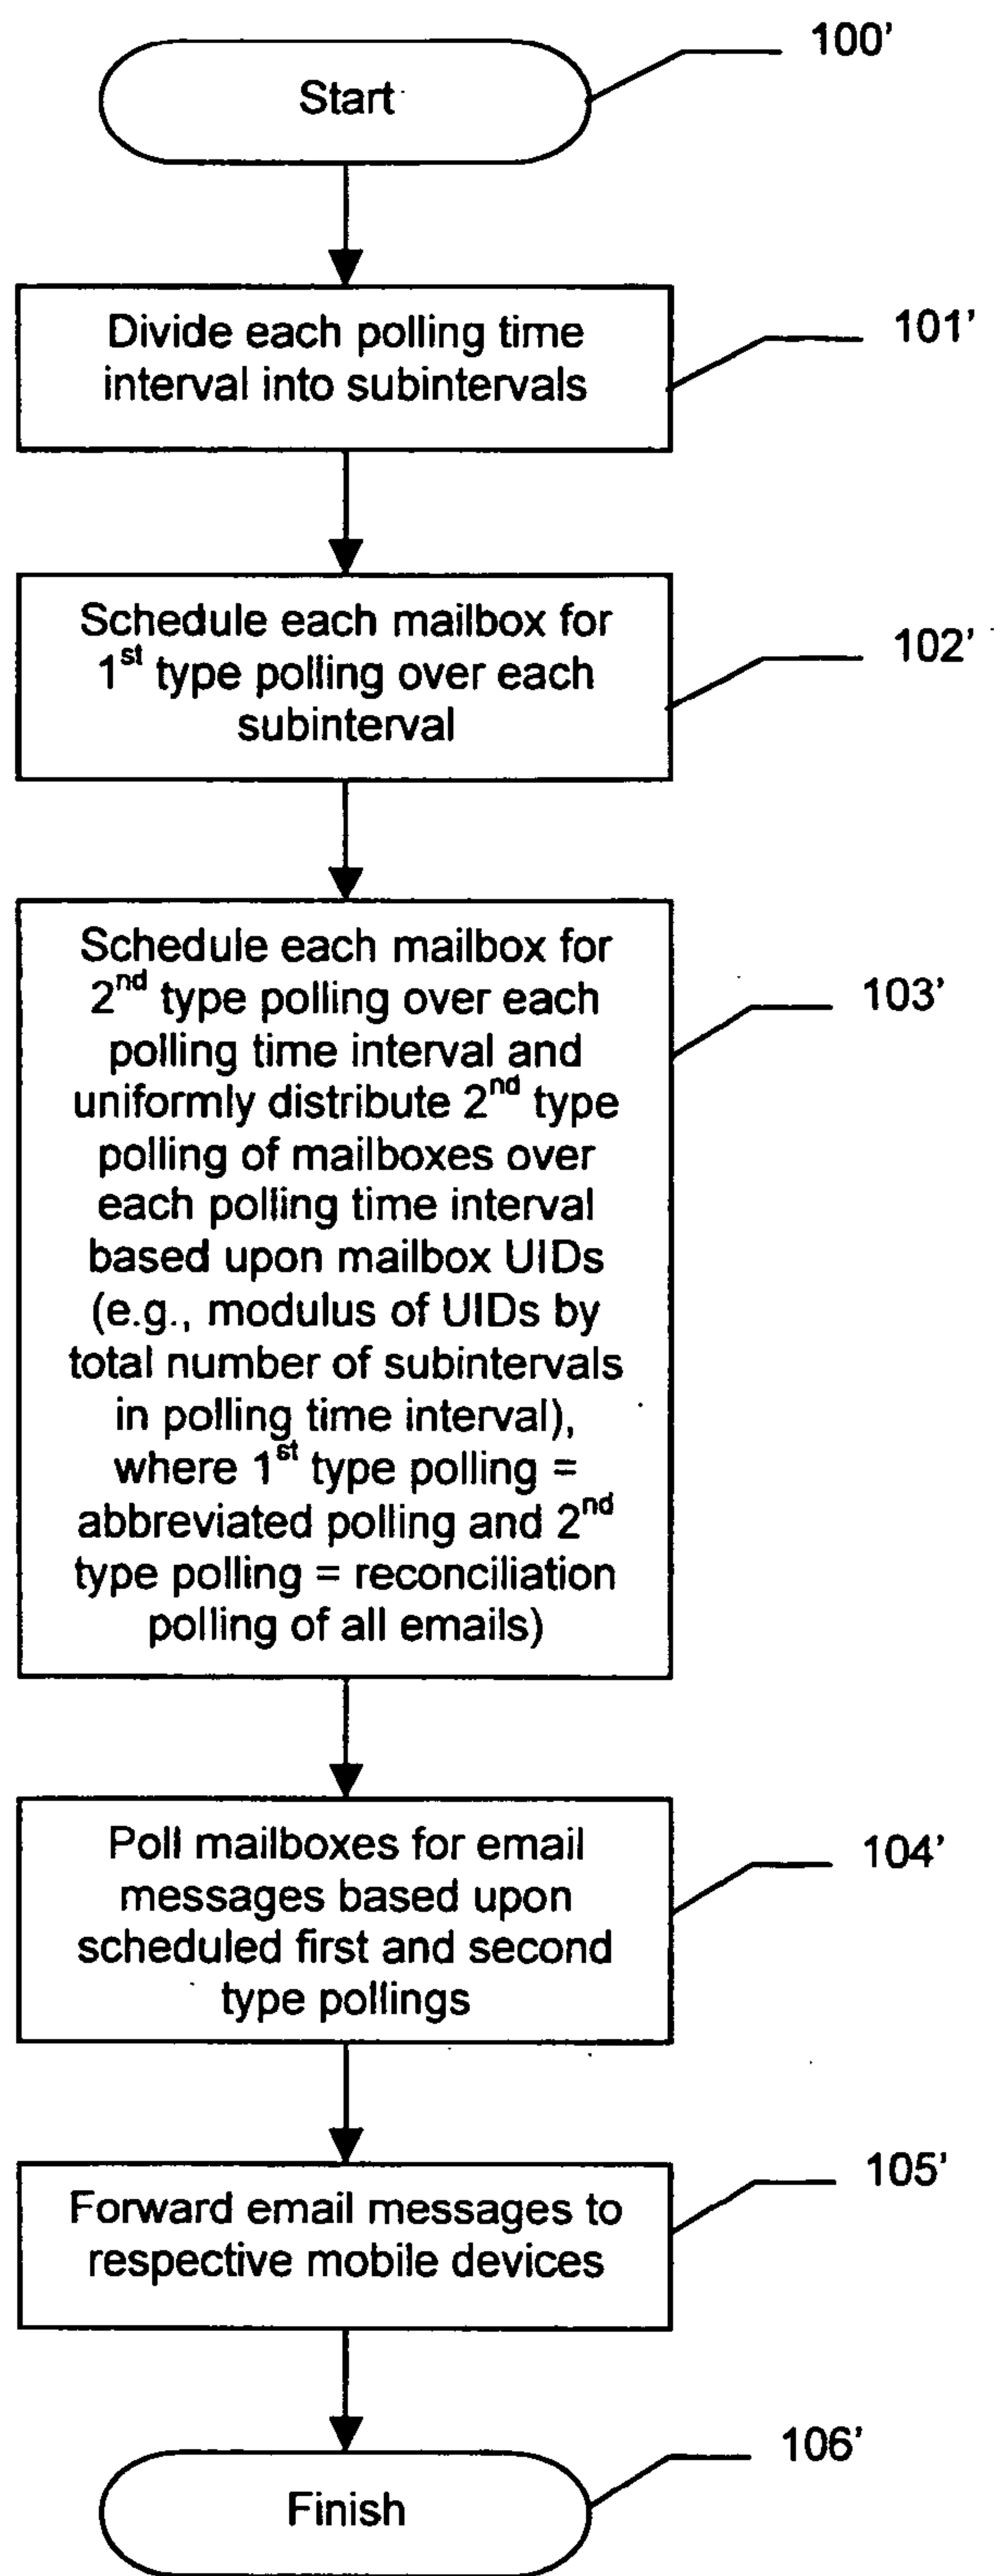 100’
Start
Divide each polling time
interval into subintervals
101’
Schedule each mailbox for
1st type polling over each
subinterval
102’
Schedule each mailbox for
2nd type polling over each
polling time interval and
uniformly distribute 2nd type
polling of mailboxes over
each polling time interval
based upon mailbox UIDs
(e.g., modulus of UIDs by
total number of subintervals
in polling time interval),
where 1st type polling =
abbreviated polling and 2nd
type polling = reconciliation
polling of all emails)
103’
Poll mailboxes for email
messages based upon
scheduled first and second
type pollings
104’
Forward email messages to
respective mobile devices
105’
106’
Finish